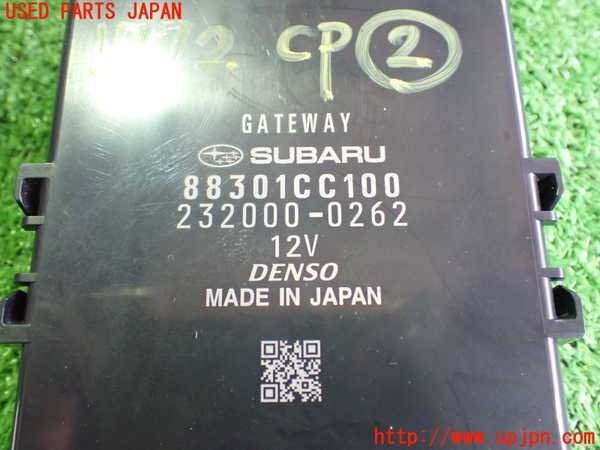 USED PARTS JAPAN
CP ②
GATEWAY
SUBARU
88301CC100
232000-0262
12V
DENSO
MADE IN JAPAN
http://www.upjpn.com